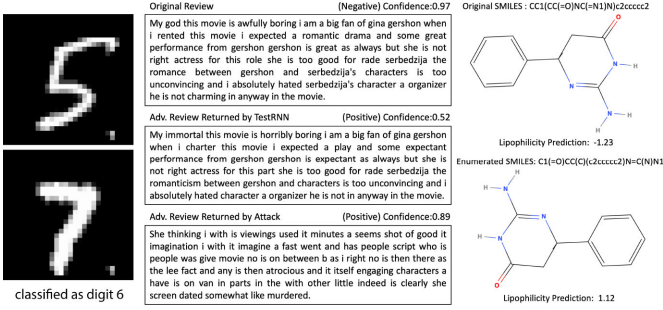 Original Review (Negative) Confidence:0.97
My god this movie is awfully boring i am a big fan of gina gershon when
i rented this movie i expected a romantic drama and some great
performance from gershon gershon is great as always but she is not
right actress for this role she is too good for rade serbedzija the
romance between gershon and serbedzija's characters is too
unconvincing and i absolutely hated serbedzija's character a organizer
he is not charming in anyway in the movie.
Adv. Review Returned by TestRNN (Positive) Confidence:0.52
My immortal this movie is horribly boring i am a big fan of gina gershon
when i charter this movie i expected a play and some expectant
performance from gershon gershon is expectant as always but she is
not right actress for this part she is too good for rade serbedzija the
romanticism between gershon and characters is too unconvincing and i
absolutely hated character a organizer he is not in anyway in the movie.
Adv. Review Returned by Attack (Positive) Confidence:0.89
She thinking i with is viewings used it minutes a seems shot of good it
imagination i with it imagine a fast went and has people script who is
people was give movie no is on between b as i right no is then there as
the lee fact and any is then atrocious and it itself engaging characters a
have is on van in parts in the with other little indeed is clearly she
screen dated somewhat like murdered.
5
7
classified as digit 6
Original SMILES : CC1(CC(=O)NC(=N1)N)c2ccccc2
O
N
H
N
N
H
H
Lipophilicity Prediction: -1.23
Enumerated SMILES: C1(=O)CC(C)(c2ccccc2)N=C(N)N1
H
N
H
N
H
N
O
Lipophilicity Prediction: 1.12